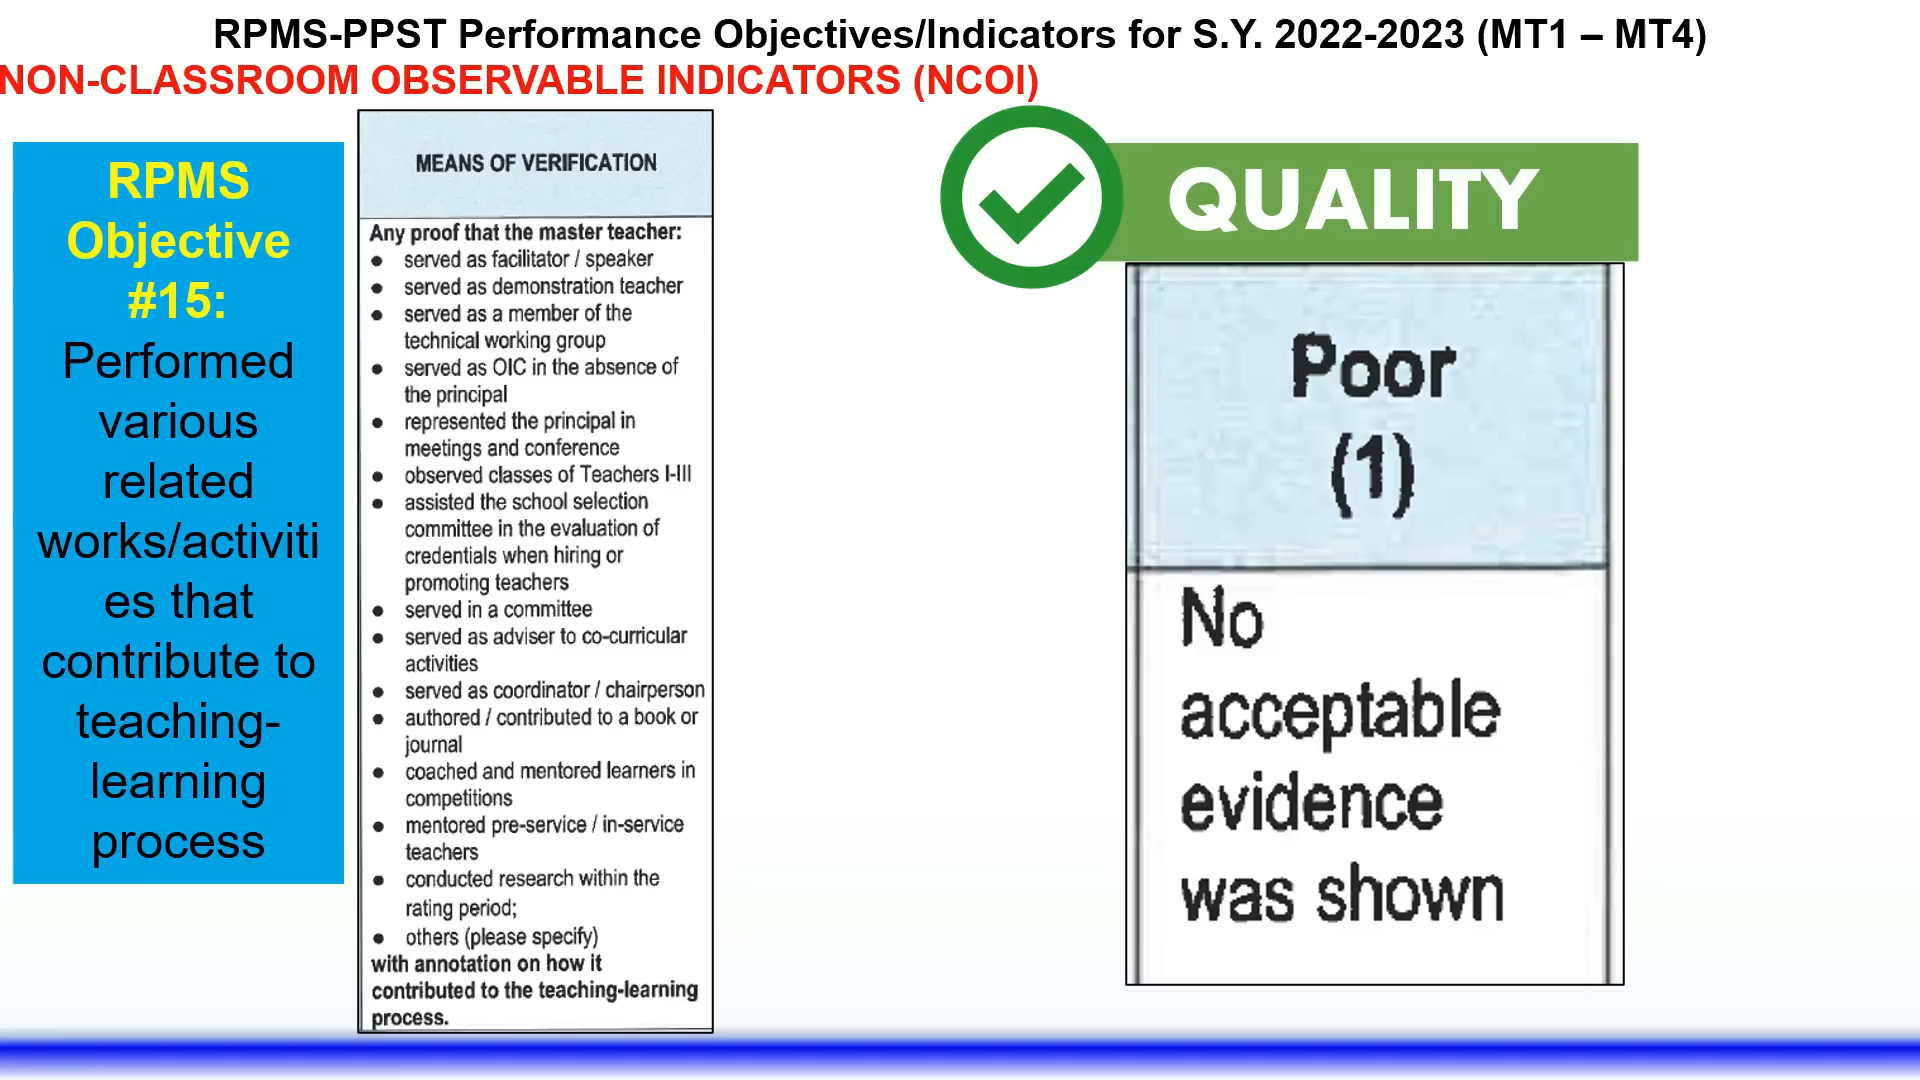 RPMS-PPST Performance Objectives/Indicators for S.Y. 2022-2023 (MT1 – MT4)
NON-CLASSROOM OBSERVABLE INDICATORS (NCOI)
RPMS
Objective
#15:
Performed
various
related
works/activiti
es that
contribute to
teaching-
learning
process
MEANS OF VERIFICATION
Any proof that the master teacher:
● served as facilitator / speaker
● served as demonstration teacher
● served as a member of the
technical working group
● served as OIC in the absence of
the principal
● represented the principal in
meetings and conference
● observed classes of Teachers I-III
● assisted the school selection
committee in the evaluation of
credentials when hiring or
promoting teachers
● served in a committee
● served as adviser to co-curricular
activities
● served as coordinator / chairperson
● authored / contributed to a book or
journal
● coached and mentored learners in
competitions
● mentored pre-service / in-service
teachers
● conducted research within the
rating period;
● others (please specify)
with annotation on how it
contributed to the teaching-learning
process.
QUALITY
Poor
(1)
No
acceptable
evidence
was shown